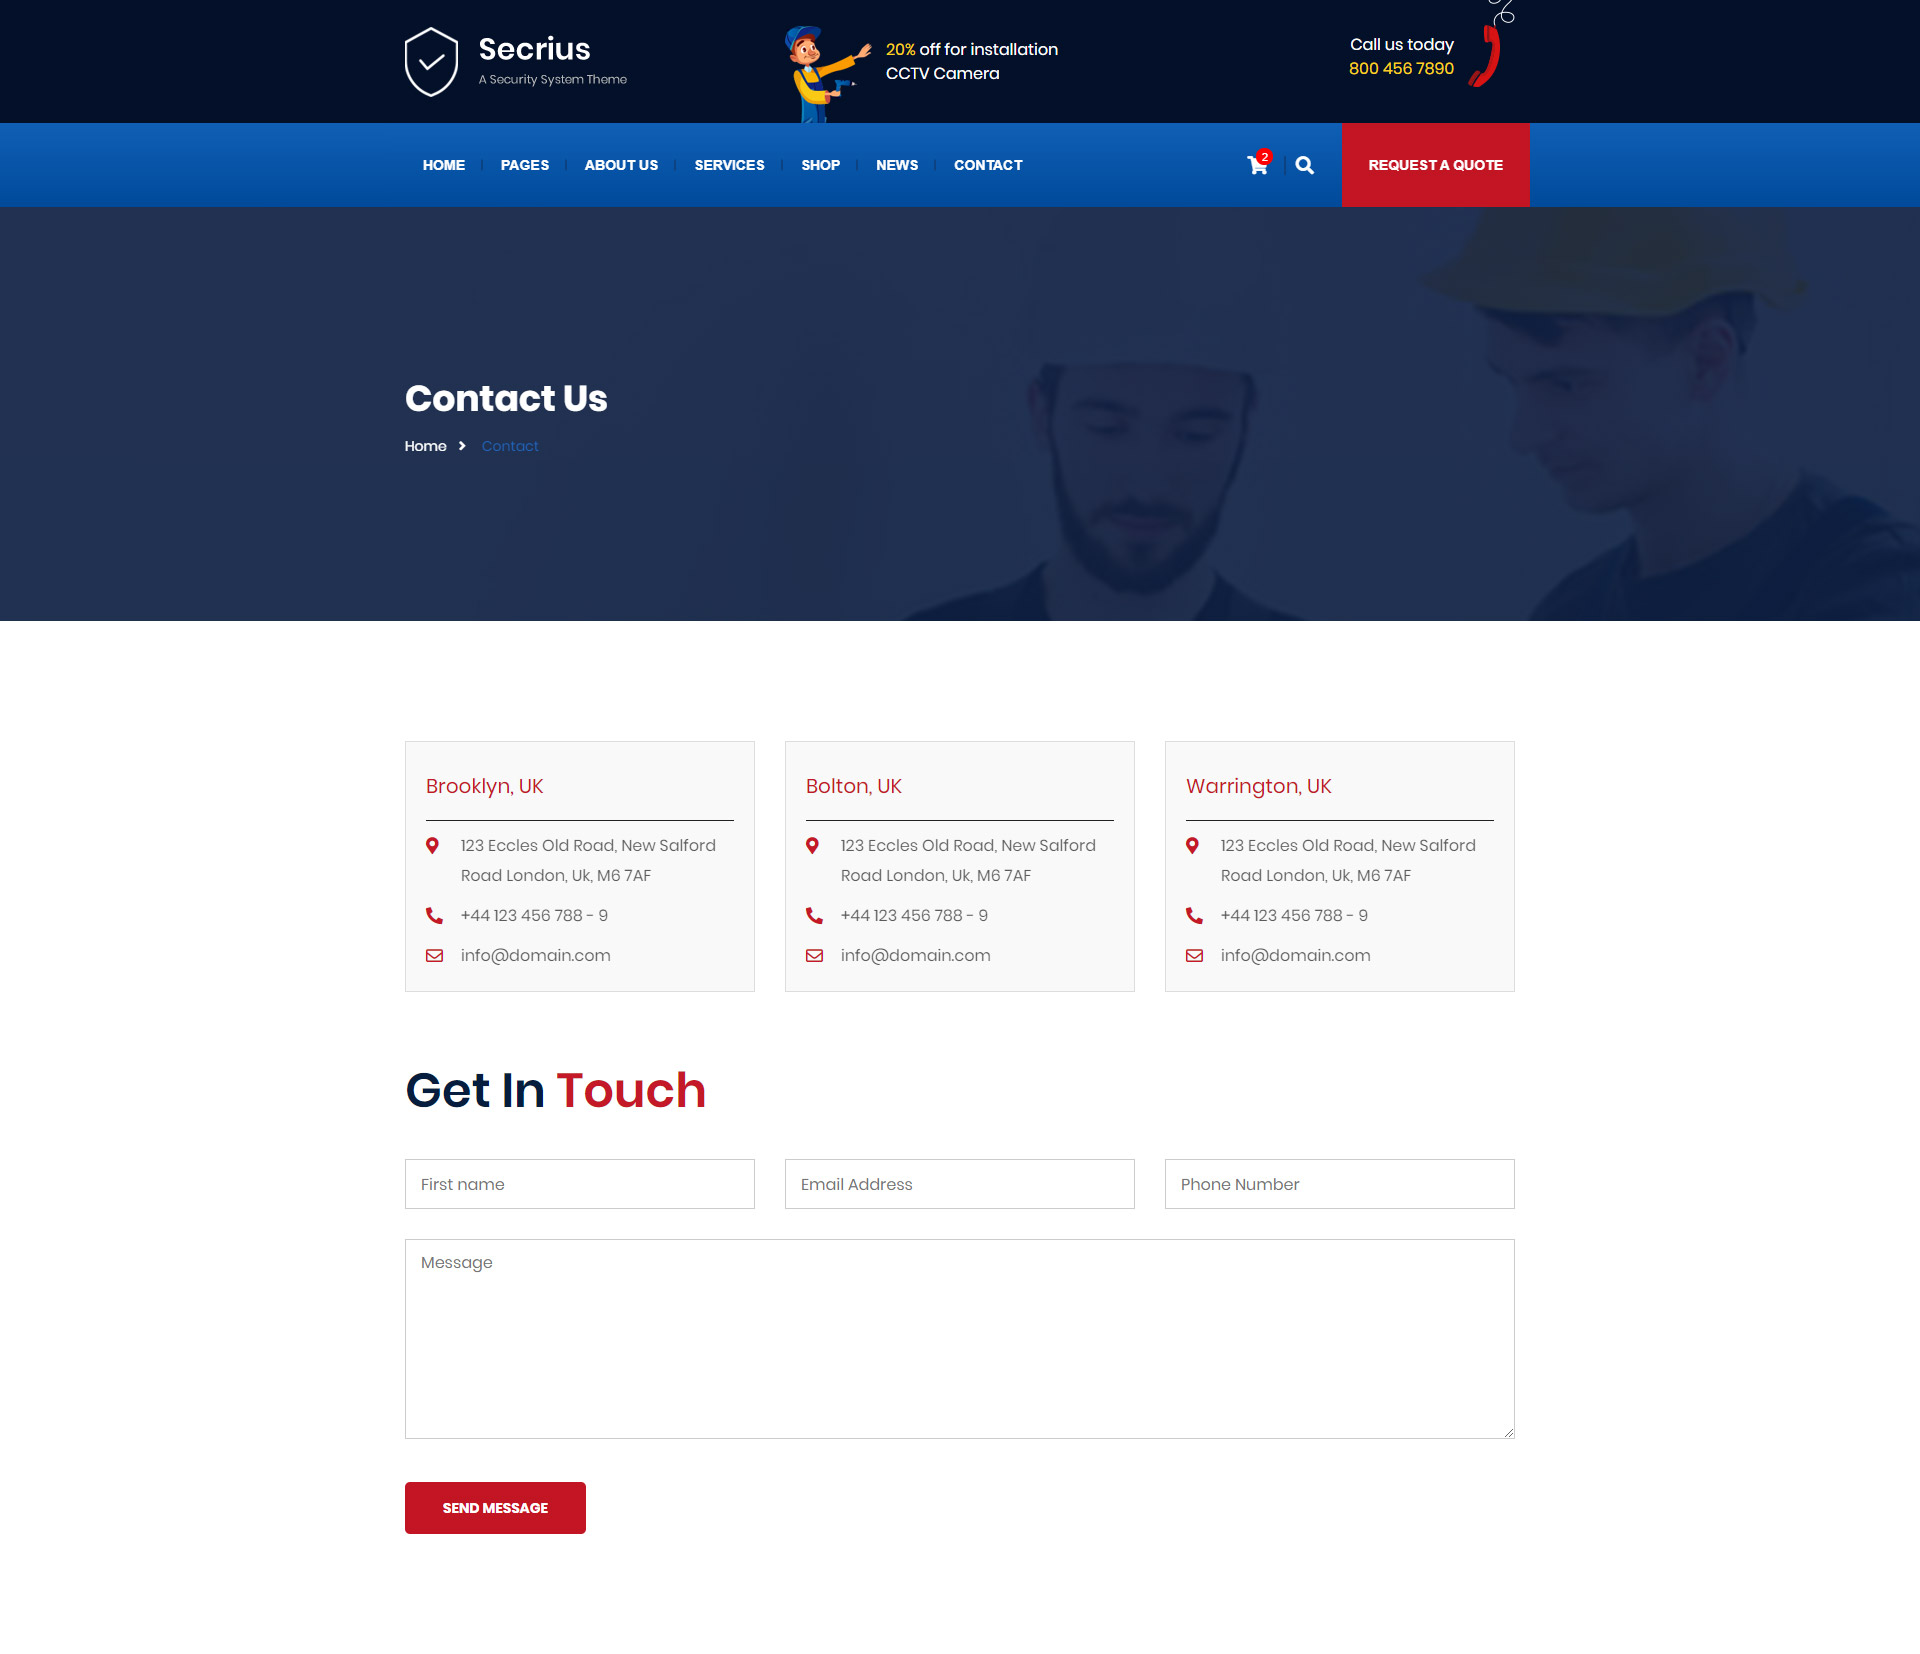 Secrius
A Security System Theme
20% off for installation
CCTV Camera
Call us today
800 456 7890
HOME
PAGES
ABOUT US
SERVICES
SHOP
NEWS
CONTACT
2
REQUEST A QUOTE
Contact Us
Home
Contact
Brooklyn, UK
123 Eccles Old Road, New Salford
Road London, Uk, M6 7AF
+44 123 456 788 - 9
info@domain.com
Bolton, UK
123 Eccles Old Road, New Salford
Road London, Uk, M6 7AF
+44 123 456 788 - 9
info@domain.com
Warrington, UK
123 Eccles Old Road, New Salford
Road London, Uk, M6 7AF
+44 123 456 788 - 9
info@domain.com
Get In Touch
First name
Email Address
Phone Number
Message
SEND MESSAGE